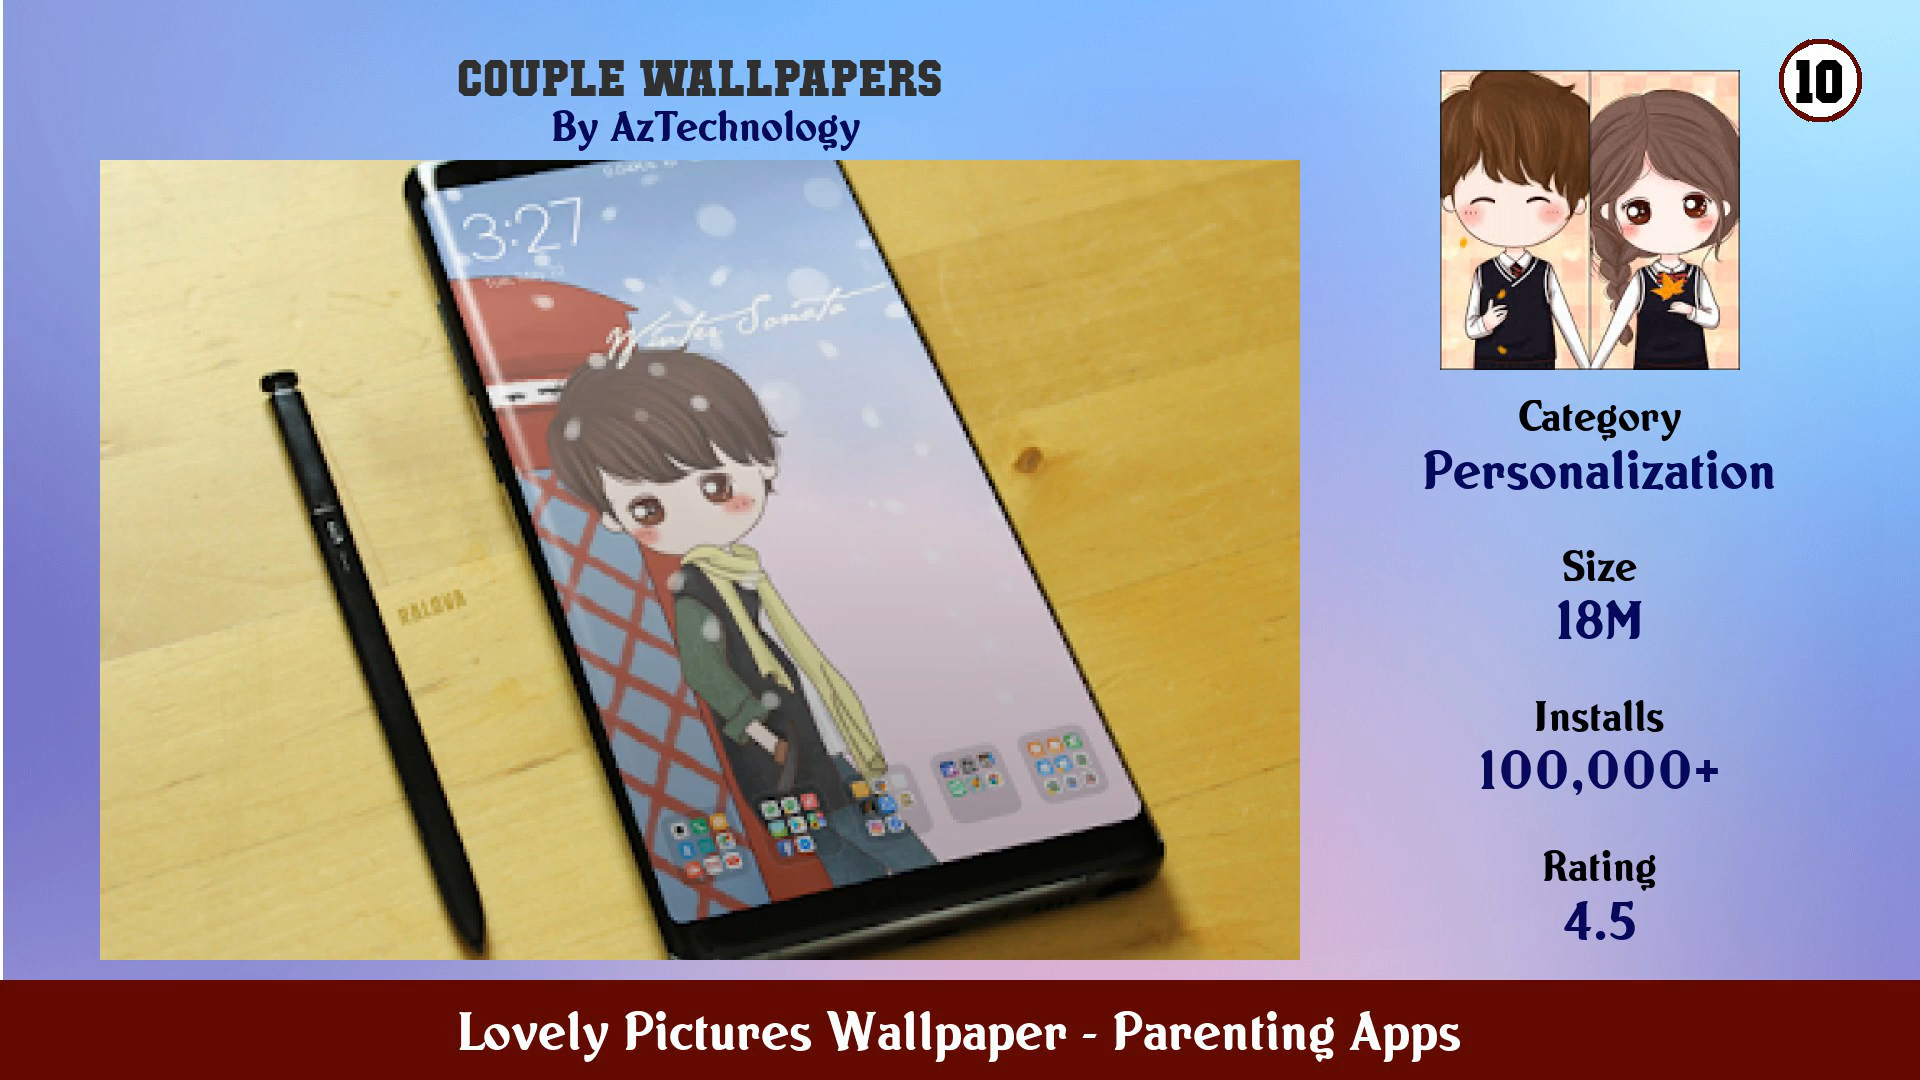 COUPLE WALLPAPERS
By AzTechnology
10
3:27
Winter Sonata
RALOVA
Category
Personalization
Size
18M
Installs
100,000+
Rating
4.5
Lovely Pictures Wallpaper - Parenting Apps